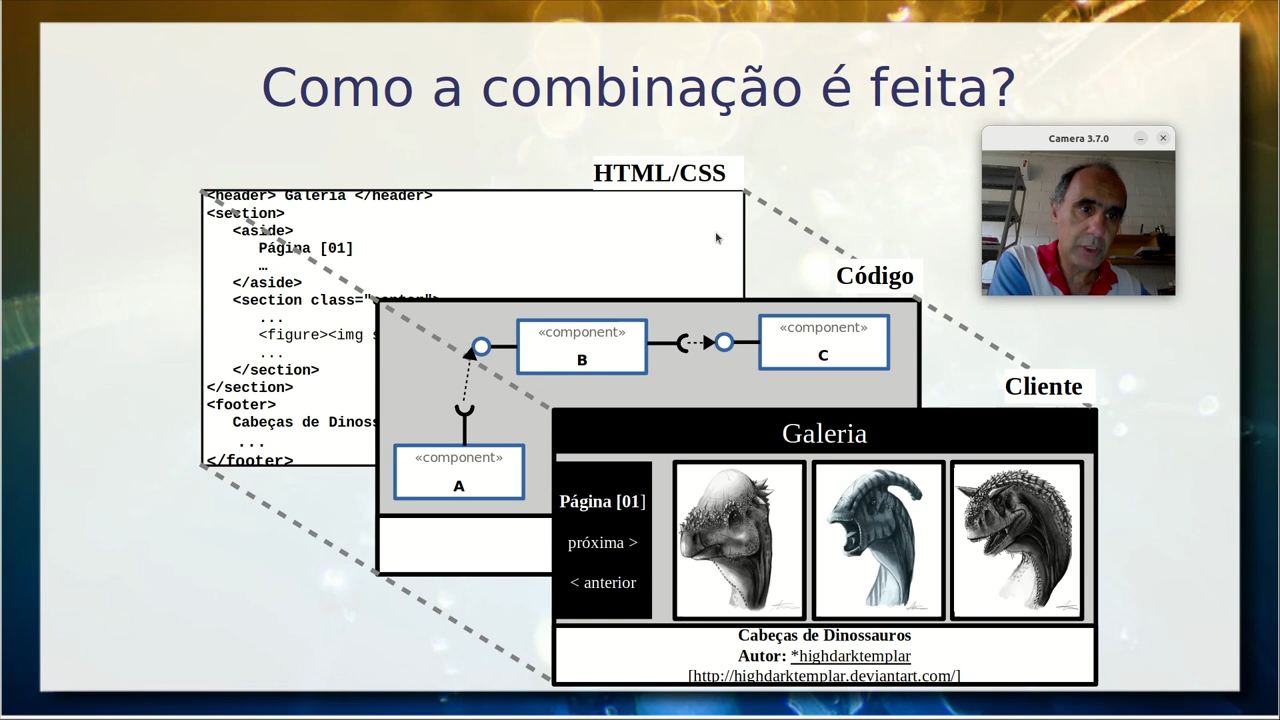 Como a combinação é feita?
Camera 3.7.0
HTML/CSS
<header> Galeria </header>
<section>
<aside>
Página [01]
…
</aside>
<section class="center">
...
<figure><img s
...
</section>
</section>
<footer>
Cabeças de Dinoss
...
</footer>
Código
«component»
B
«component»
C
«component»
A
Cliente
Galeria
Página [01]
próxima >
< anterior
Cabeças de Dinossauros
Autor: *highdarktemplar
[http://highdarktemplar.deviantart.com/]